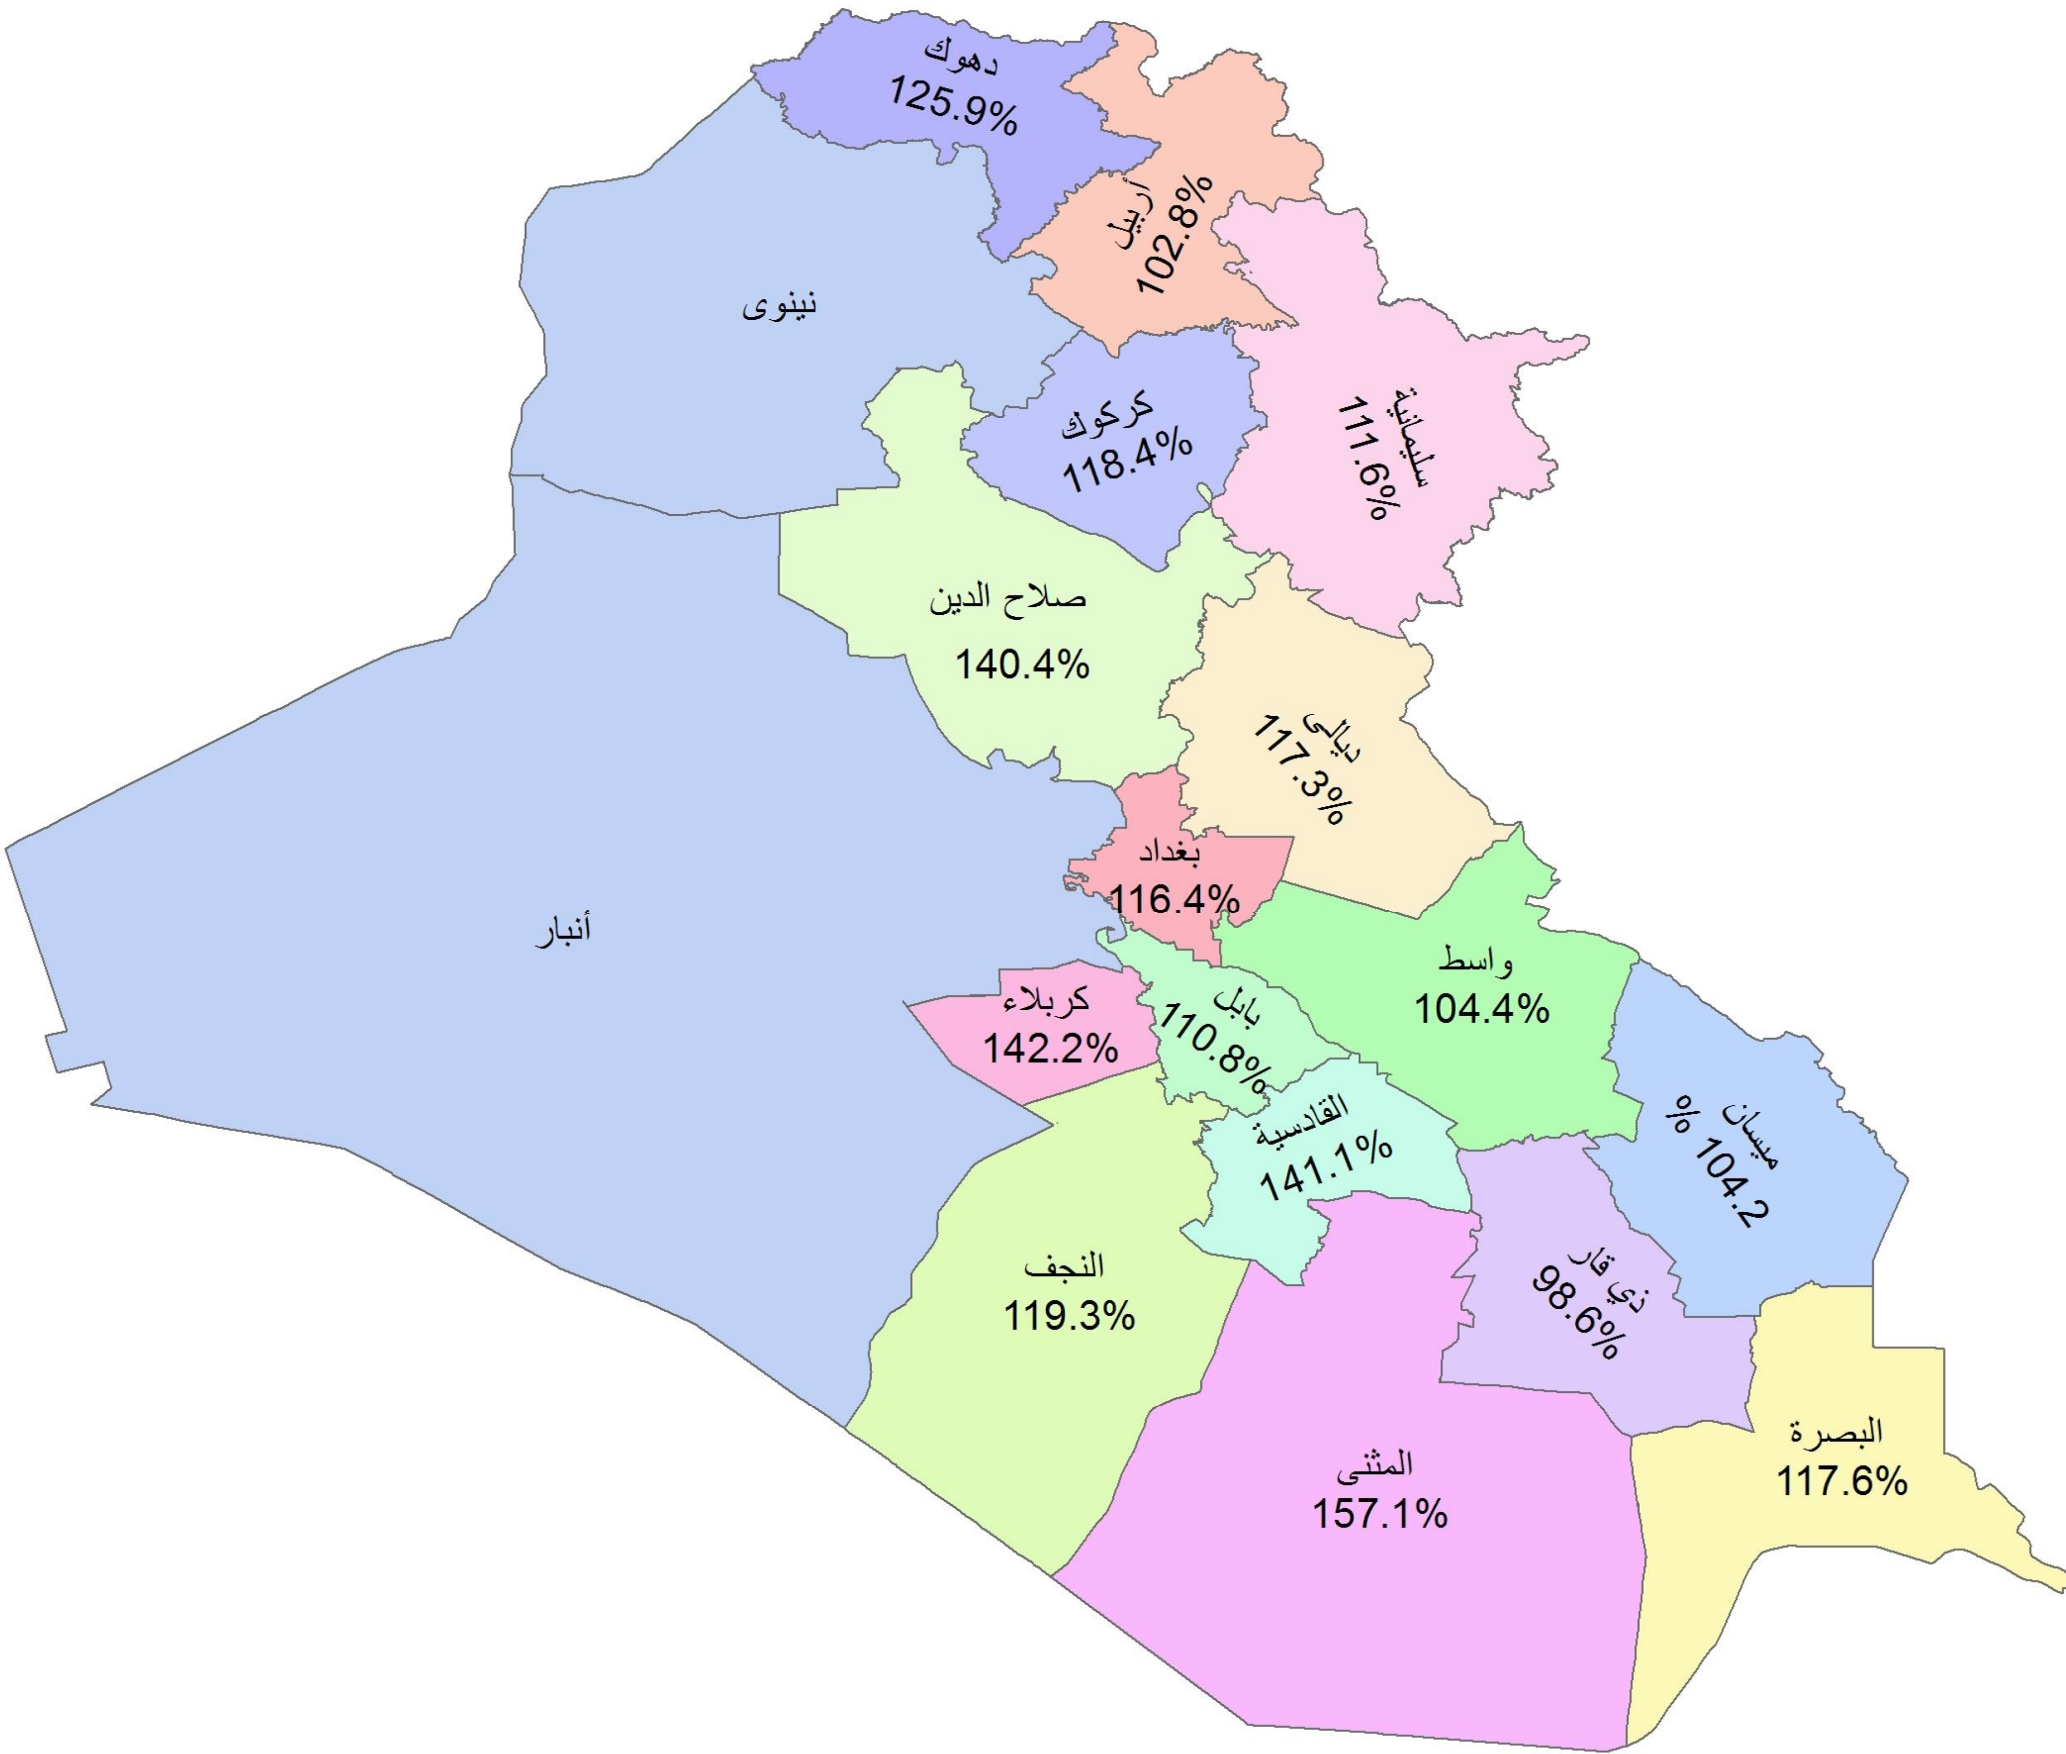 دهوك
125.9%
أربيل
102.8%
نينوى
كركوك
118.4%
سليمانية
111.6%
صلاح الدين
140.4%
ديالى
117.3%
بغداد
116.4%
أنبار
واسط
104.4%
كربلاء
142.2%
بابل
110.8%
القادسية
141.1%
ميسان
% 104.2
النجف
119.3%
ذي قار
98.6%
المثنى
157.1%
البصرة
117.6%